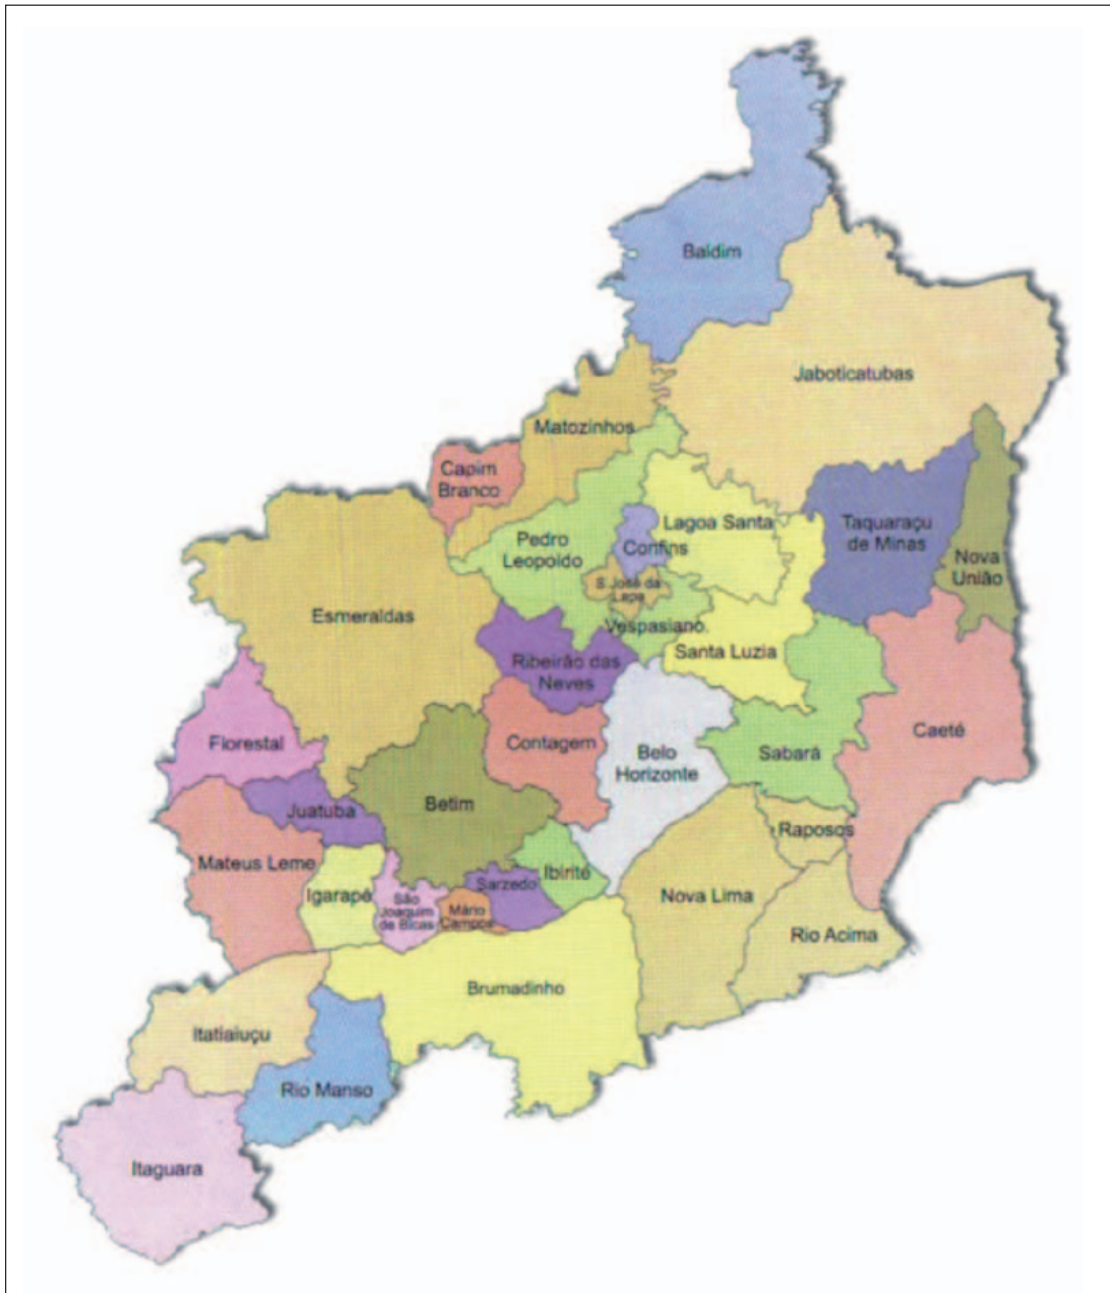 Baldim
Jaboticatubas
Matozinhos
Capim
Branco
Lagoa Santa
Taquaraçu
de Minas
Pedro
Leopoldo
Confins
Nova
União
S José da
Lapa
Esmeraldas
Vespasiano.
Santa Luzia
Ribeirão das
Neves
Florestal
Contagem
Belo
Horizonte
Sabará
Caeté
Juatuba
Betim
Raposos
Mateus Leme
Igarapé
São
Joaquim
de Bicas
Mário
Campos
Sarzedo
Ibirité
Nova Lima
Rio Acima
Brumadinho
Itatiaiuçu
Rio Manso
Itaguara